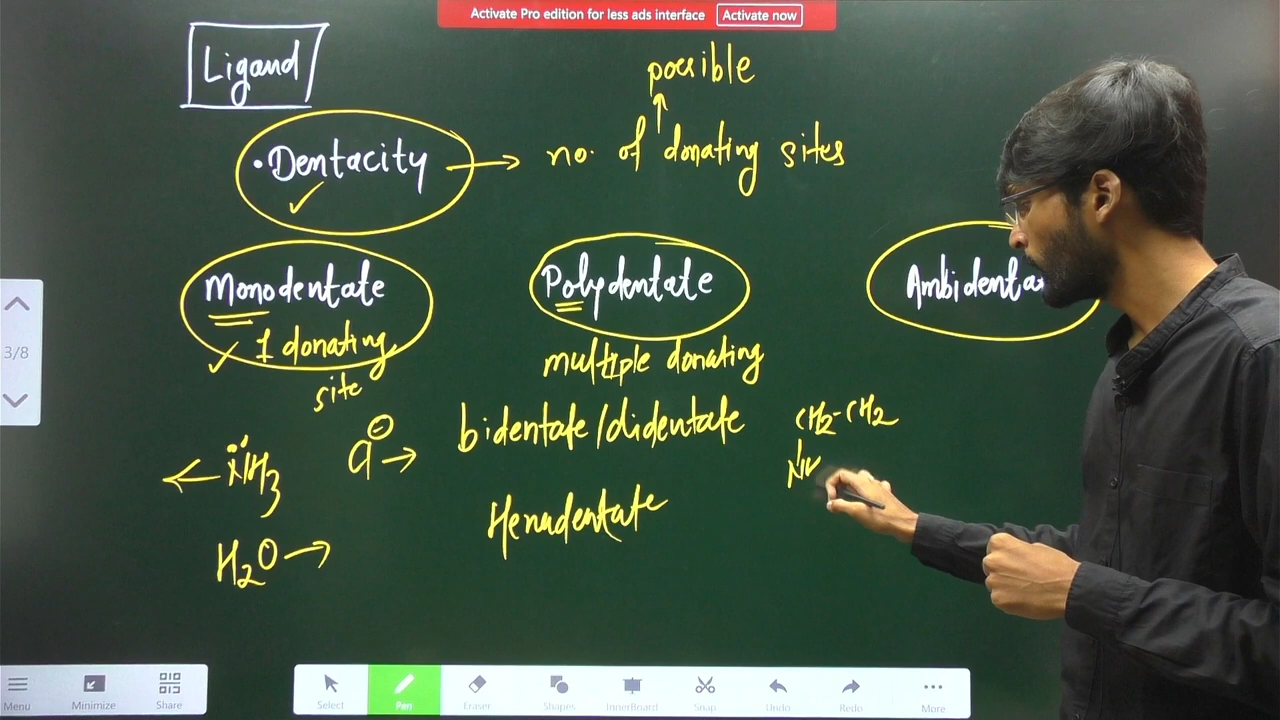 Activate Pro edition for less ads interface Activate now
Ligand
possible
•Dentacity → no. of donating sites
Monodentate
Polydentate
1 donating
site
multiple donating
bidentate/didentate
CH2-CH2
NH3
H2O →
3/8
Menu
Minimize
Share
Select
Pen
Eraser
Shapes
InnerBoard
Snap
Undo
Redo
More